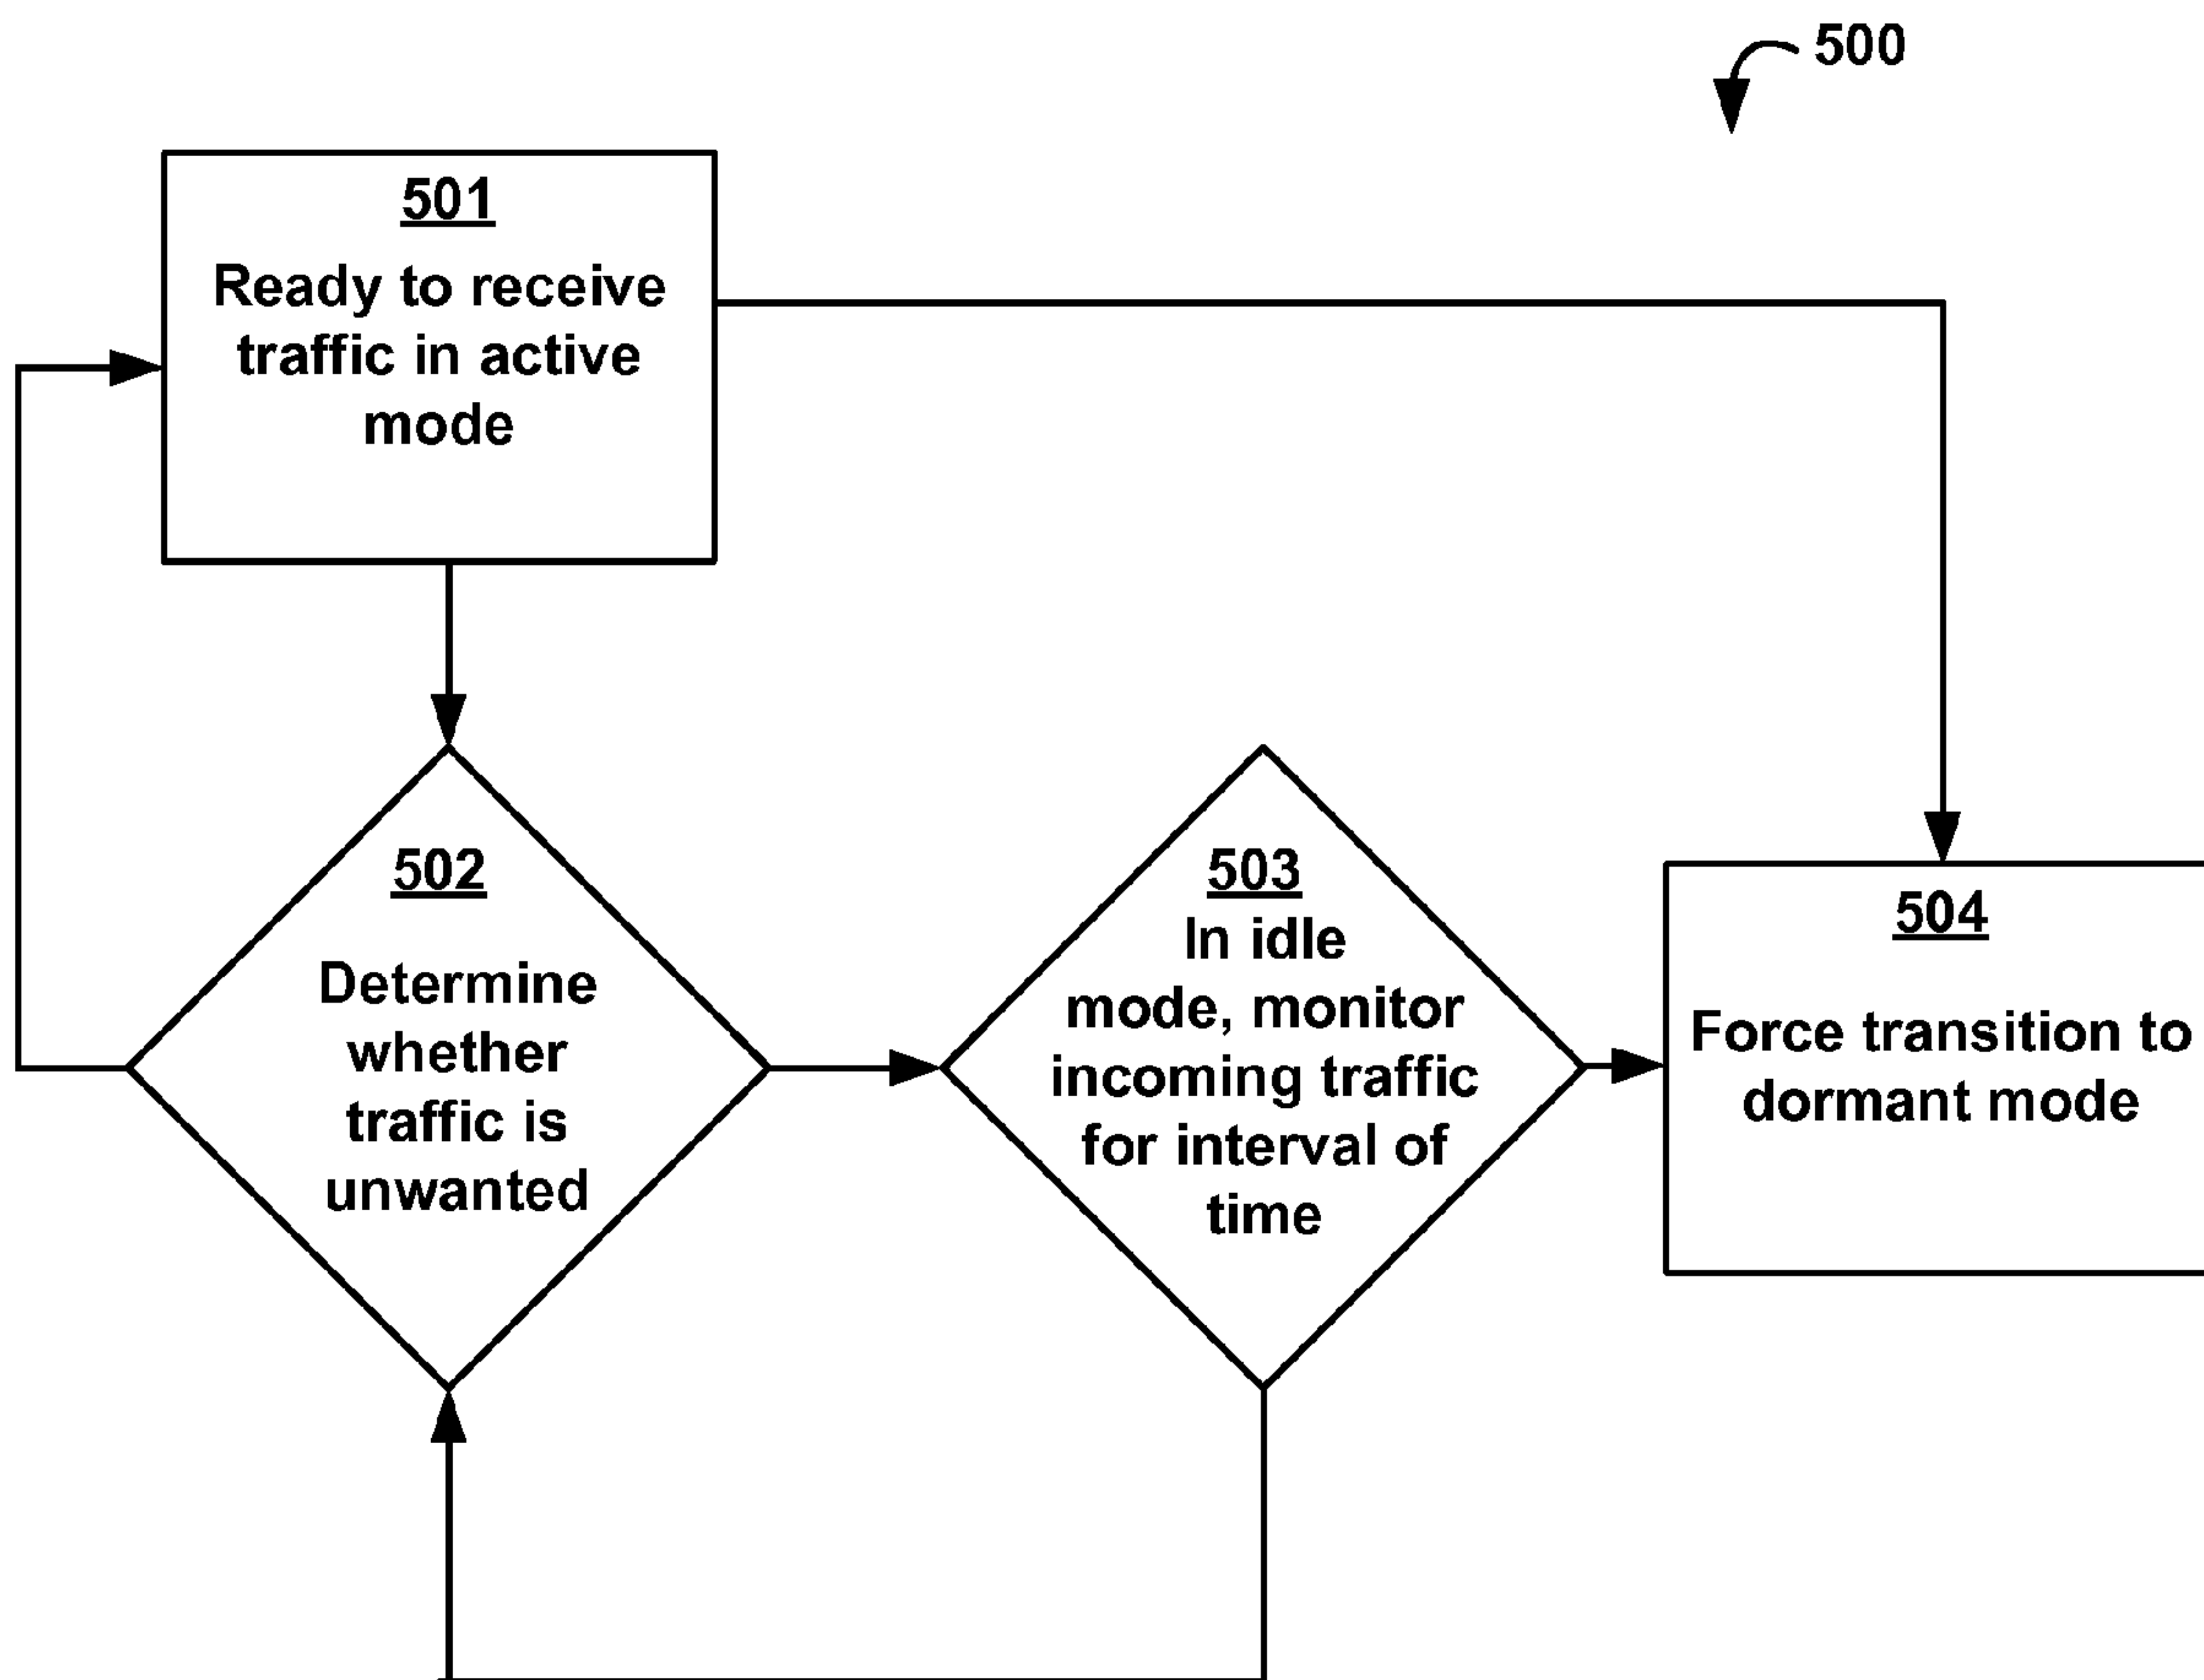 500
501
Ready to receive
traffic in active
mode
502
Determine
whether
traffic is
unwanted
503
In idle
mode, monitor
incoming traffic
for interval of
time
504
Force transition to
dormant mode